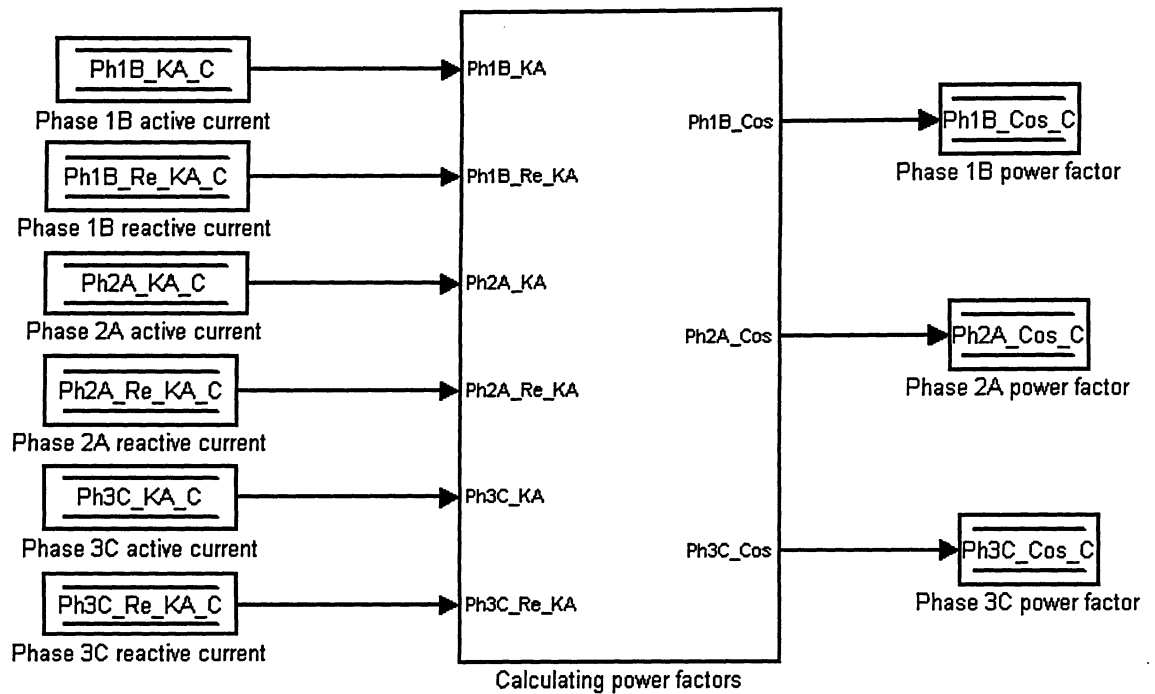 Ph1B_KA_C
Phase 1B active current
Ph1B_Re_KA_C
Phase 1B reactive current
Ph2A_KA_C
Phase 2A active current
Ph2A_Re_KA_C
Phase 2A reactive current
Ph3C_KA_C
Phase 3C active current
Ph3C_Re_KA_C
Phase 3C reactive current
Ph1B_KA
Ph1B_Re_KA
Ph2A_KA
Ph2A_Re_KA
Ph3C_KA
Ph3C_Re_KA
Ph1B_Cos
Ph2A_Cos
Ph3C_Cos
Calculating power factors
Ph1B_Cos_C
Phase 1B power factor
Ph2A_Cos_C
Phase 2A power factor
Ph3C_Cos_C
Phase 3C power factor